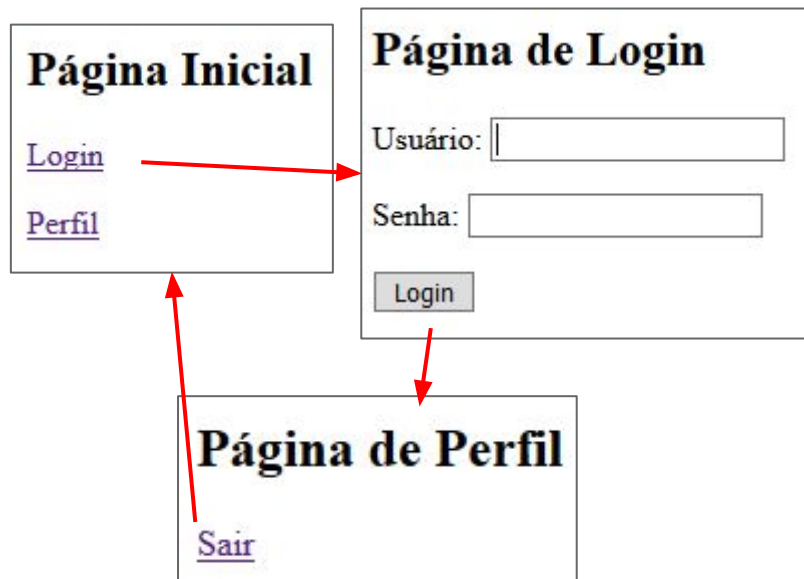 Página Inicial
Login
Perfil
Página de Login
Usuário:
Senha:
Login
Página de Perfil
Sair